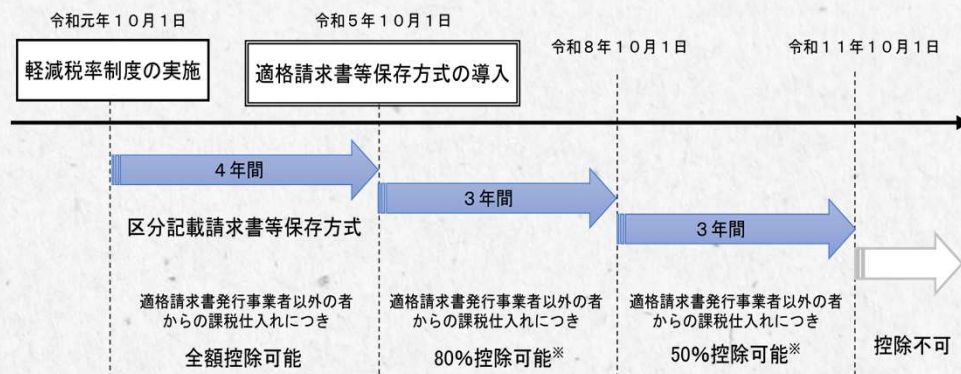 令和元年１０月１日
令和５年１０月１日
令和８年１０月１日
令和１１年１０月１日
軽減税率制度の実施
適格請求書等保存方式の導入
４年間
３年間
３年間
区分記載請求書等保存方式
適格請求書発行事業者以外の者
からの課税仕入れにつき
全額控除可能
適格請求書発行事業者以外の者
からの課税仕入れにつき
80%控除可能※
適格請求書発行事業者以外の者
からの課税仕入れにつき
50%控除可能※
控除不可